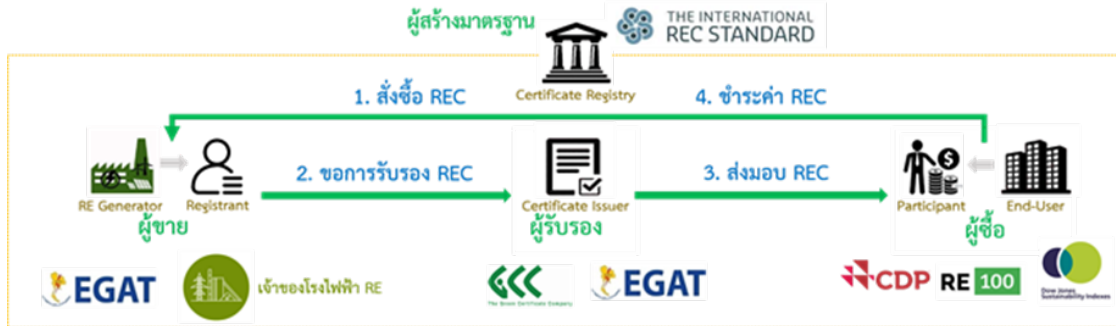 ผู้สร้างมาตรฐาน
THE INTERNATIONAL
REC STANDARD
Certificate Registry
1. สั่งซื้อ REC
4. ชำระค่า REC
2. ขอการรับรอง REC
3. ส่งมอบ REC
RE Generator
Registrant
Certificate Issuer
Participant
End-User
ผู้ขาย
ผู้รับรอง
ผู้ซื้อ
EGAT
เจ้าของโรงไฟฟ้า RE
GCC
The Green Certificate Company
EGAT
CDP
RE 100
Dow Jones
Sustainability Indexes